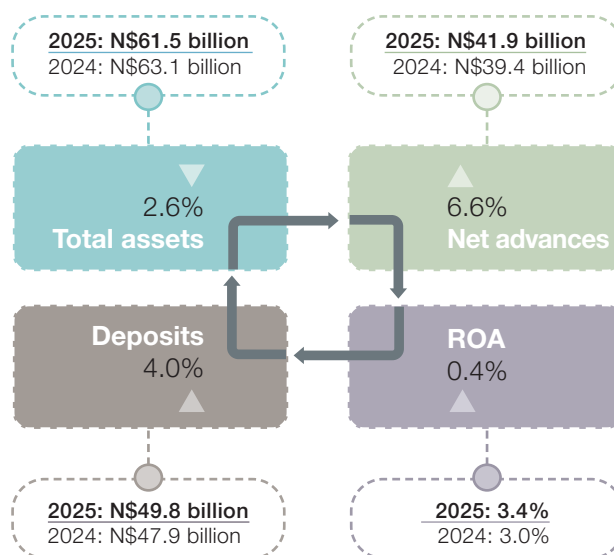 2025: N$61.5 billion
2024: N$63.1 billion
2025: N$41.9 billion
2024: N$39.4 billion
2.6%
Total assets
6.6%
Net advances
Deposits
4.0%
ROA
0.4%
2025: N$49.8 billion
2024: N$47.9 billion
2025: 3.4%
2024: 3.0%